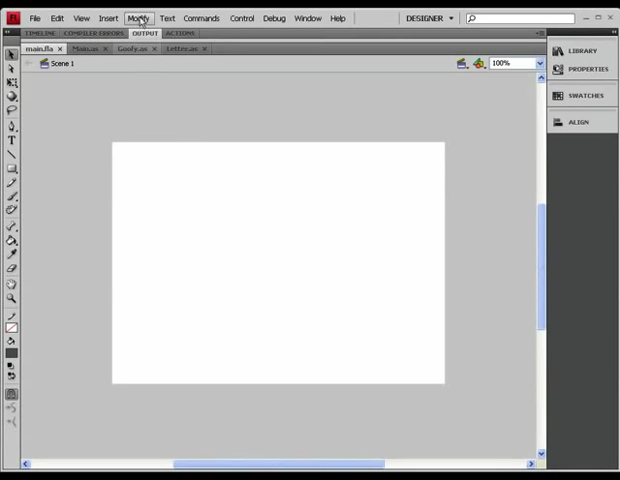 Fl File Edit View Insert Modify Text Commands Control Debug Window Help DESIGNER
TIMELINE COMPILER ERRORS OUTPUT ACTIONS
main.fla Main.as Goofy.as Letter.as
Scene 1 100%
LIBRARY
PROPERTIES
SWATCHES
ALIGN
T